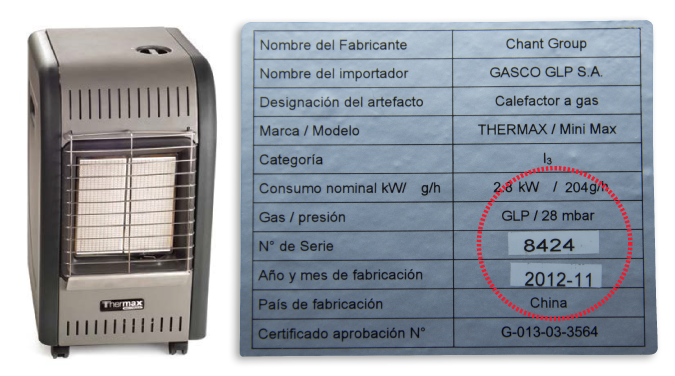 Thermax
Nombre del Fabricante Chant Group
Nombre del importador GASCO GLP S.A.
Designación del artefacto Calefactor a gas
Marca / Modelo THERMAX / Mini Max
Categoría I₃
Consumo nominal kW/ g/h 2.8 kW / 204g/h
Gas / presión GLP / 28 mbar
N° de Serie 8424
Año y mes de fabricación 2012-11
País de fabricación China
Certificado aprobación N° G-013-03-3564